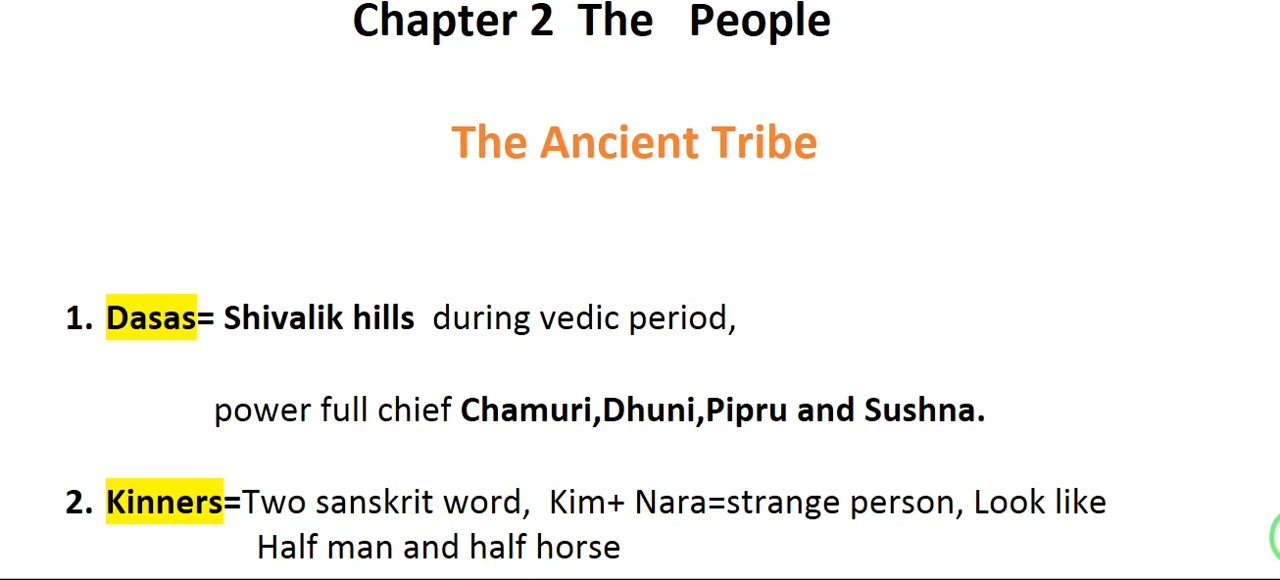 Chapter 2 The People
The Ancient Tribe
1. Dasas= Shivalik hills during vedic period,
power full chief Chamuri,Dhuni,Pipru and Sushna.
2. Kinners=Two sanskrit word, Kim+ Nara=strange person, Look like
Half man and half horse